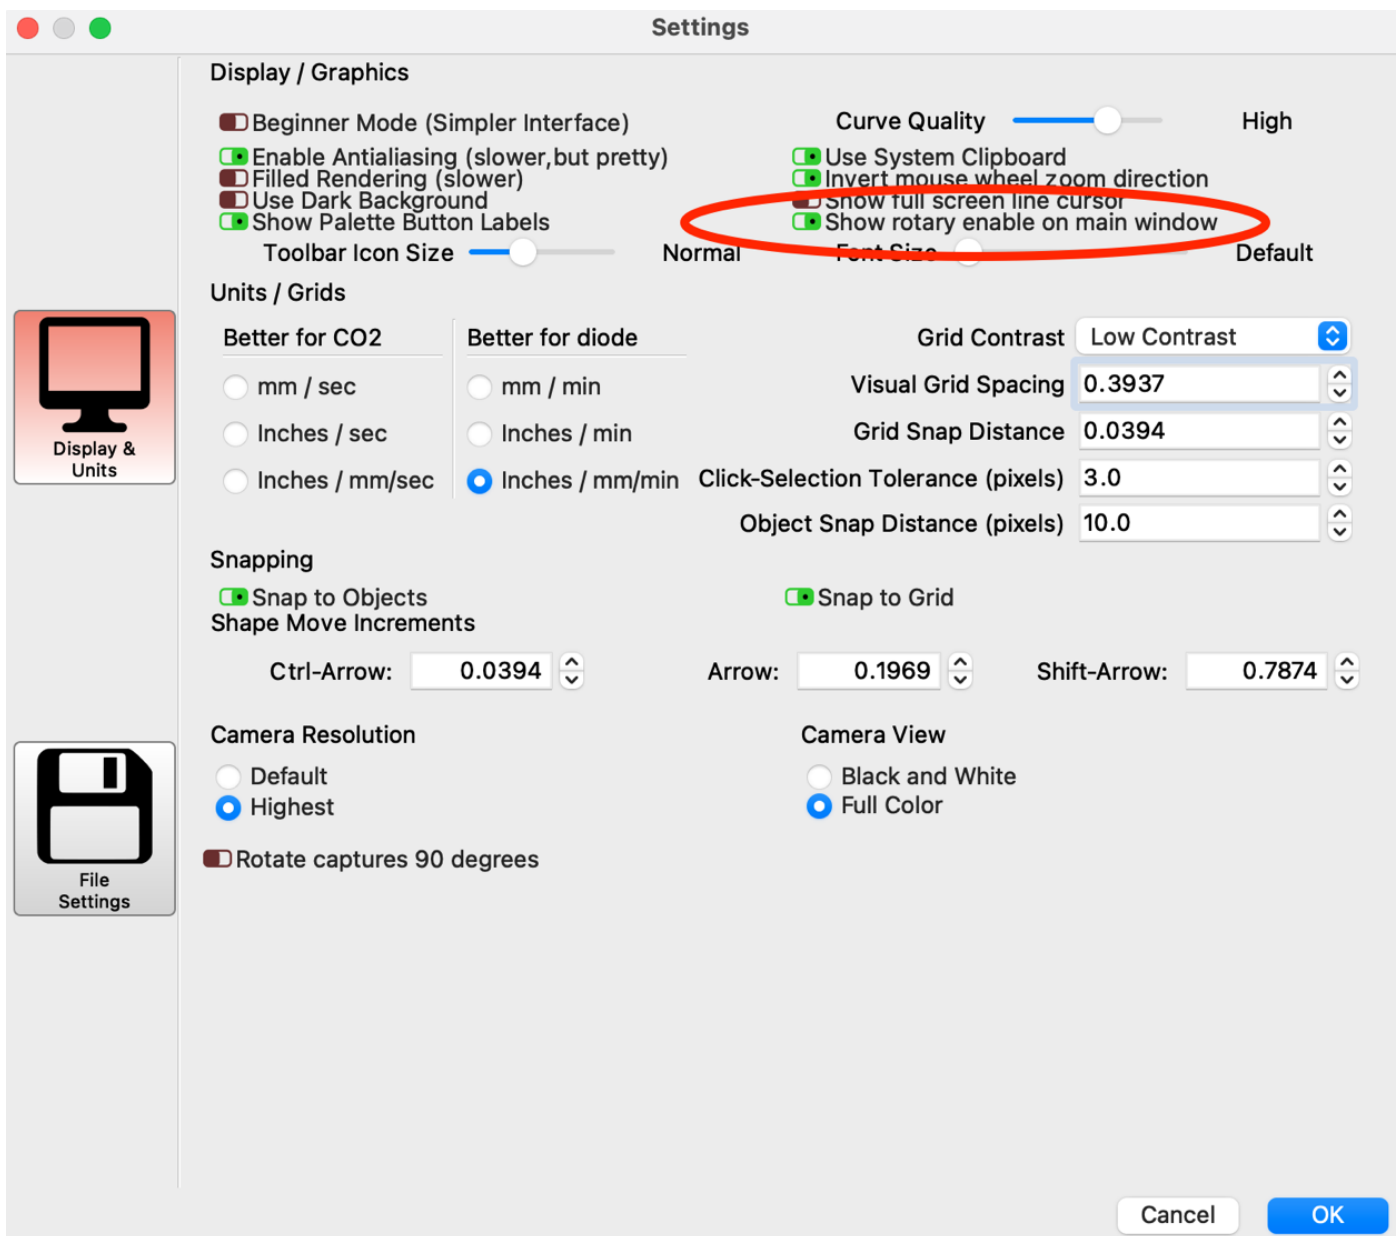 Settings
Display / Graphics
Beginner Mode (Simpler Interface)
Curve Quality High
Enable Antialiasing (slower,but pretty)
Use System Clipboard
Filled Rendering (slower)
Invert mouse wheel zoom direction
Use Dark Background
Show full screen line cursor
Show Palette Button Labels
Show rotary enable on main window
Toolbar Icon Size Normal
Font Size Default
Units / Grids
Better for CO2
Better for diode
mm / sec
mm / min
Inches / sec
Inches / min
Inches / mm/sec
Inches / mm/min
Grid Contrast Low Contrast
Visual Grid Spacing 0.3937
Grid Snap Distance 0.0394
Click-Selection Tolerance (pixels) 3.0
Object Snap Distance (pixels) 10.0
Display &
Units
Snapping
Snap to Objects
Snap to Grid
Shape Move Increments
Ctrl-Arrow: 0.0394
Arrow: 0.1969
Shift-Arrow: 0.7874
Camera Resolution
Default
Highest
Camera View
Black and White
Full Color
Rotate captures 90 degrees
File
Settings
Cancel
OK